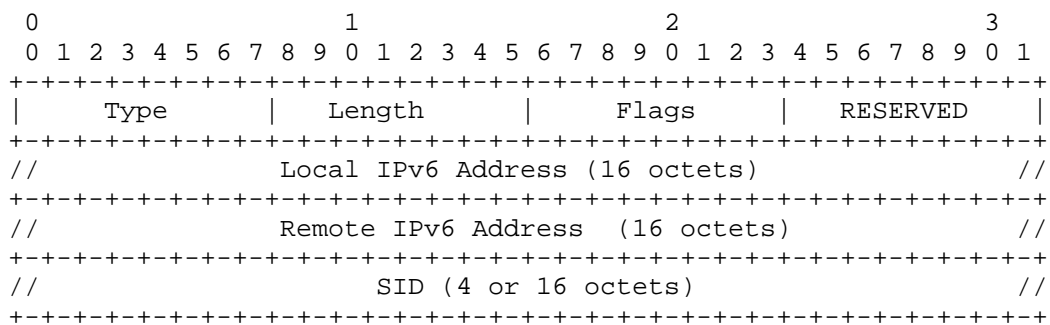 0                   1                   2                   3
 0 1 2 3 4 5 6 7 8 9 0 1 2 3 4 5 6 7 8 9 0 1 2 3 4 5 6 7 8 9 0 1
+-+-+-+-+-+-+-+-+-+-+-+-+-+-+-+-+-+-+-+-+-+-+-+-+-+-+-+-+-+-+-+-+
|     Type      |   Length      |     Flags     |   RESERVED    |
+-+-+-+-+-+-+-+-+-+-+-+-+-+-+-+-+-+-+-+-+-+-+-+-+-+-+-+-+-+-+-+-+
//               Local IPv6 Address (16 octets)                //
+-+-+-+-+-+-+-+-+-+-+-+-+-+-+-+-+-+-+-+-+-+-+-+-+-+-+-+-+-+-+-+-+
//               Remote IPv6 Address  (16 octets)              //
+-+-+-+-+-+-+-+-+-+-+-+-+-+-+-+-+-+-+-+-+-+-+-+-+-+-+-+-+-+-+-+-+
//                     SID (4 or 16 octets)                    //
+-+-+-+-+-+-+-+-+-+-+-+-+-+-+-+-+-+-+-+-+-+-+-+-+-+-+-+-+-+-+-+-+